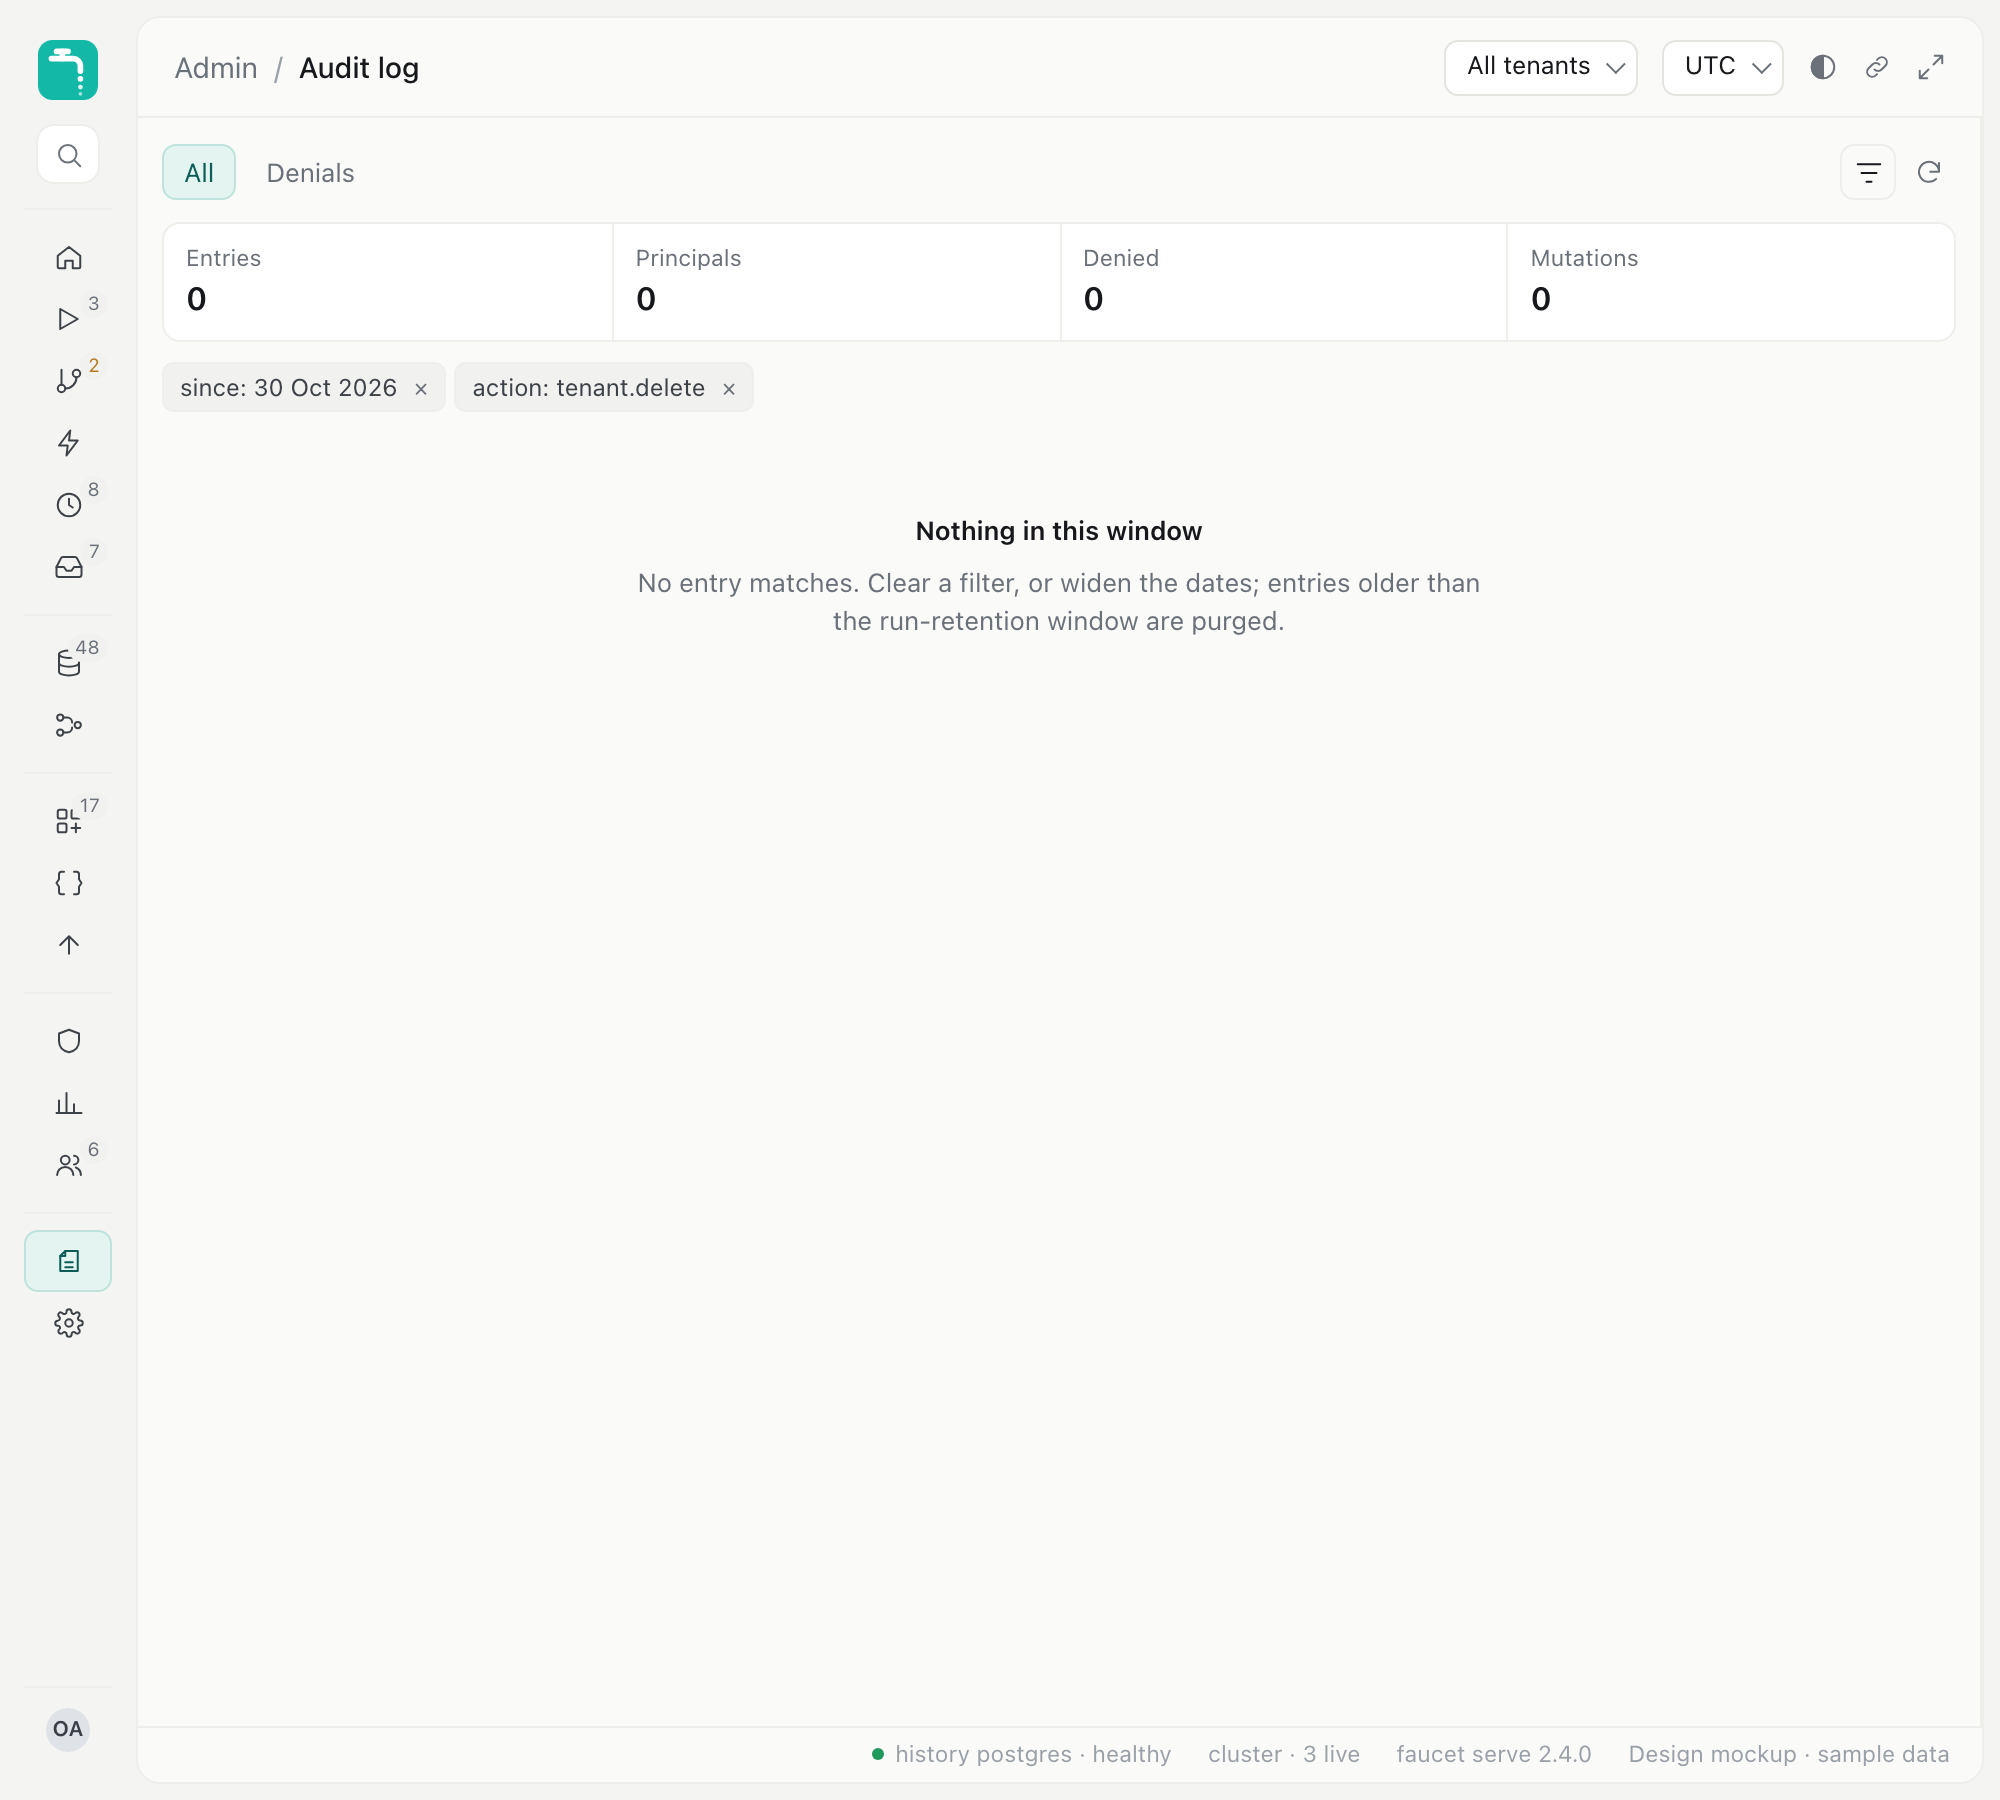 Admin / Audit log
All tenants
UTC
All
Denials
Entries
0
Principals
0
Denied
0
Mutations
0
since: 30 Oct 2026 ×
action: tenant.delete ×
Nothing in this window
No entry matches. Clear a filter, or widen the dates; entries older than
the run-retention window are purged.
3
2
8
7
48
17
6
OA
history postgres · healthy
cluster · 3 live
faucet serve 2.4.0
Design mockup · sample data